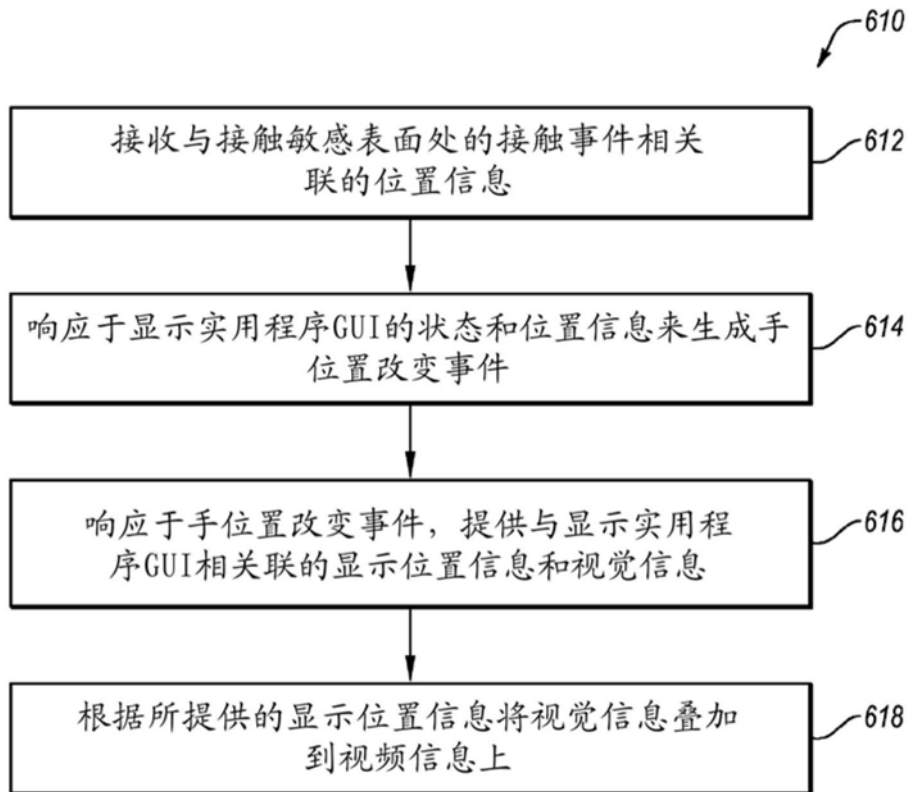 610
接收与接触敏感表面处的接触事件相关
联的位置信息
612
响应于显示实用程序GUI的状态和位置信息来生成手
位置改变事件
614
响应于手位置改变事件，提供与显示实用程
序GUI相关联的显示位置信息和视觉信息
616
根据所提供的显示位置信息将视觉信息叠加
到视频信息上
618